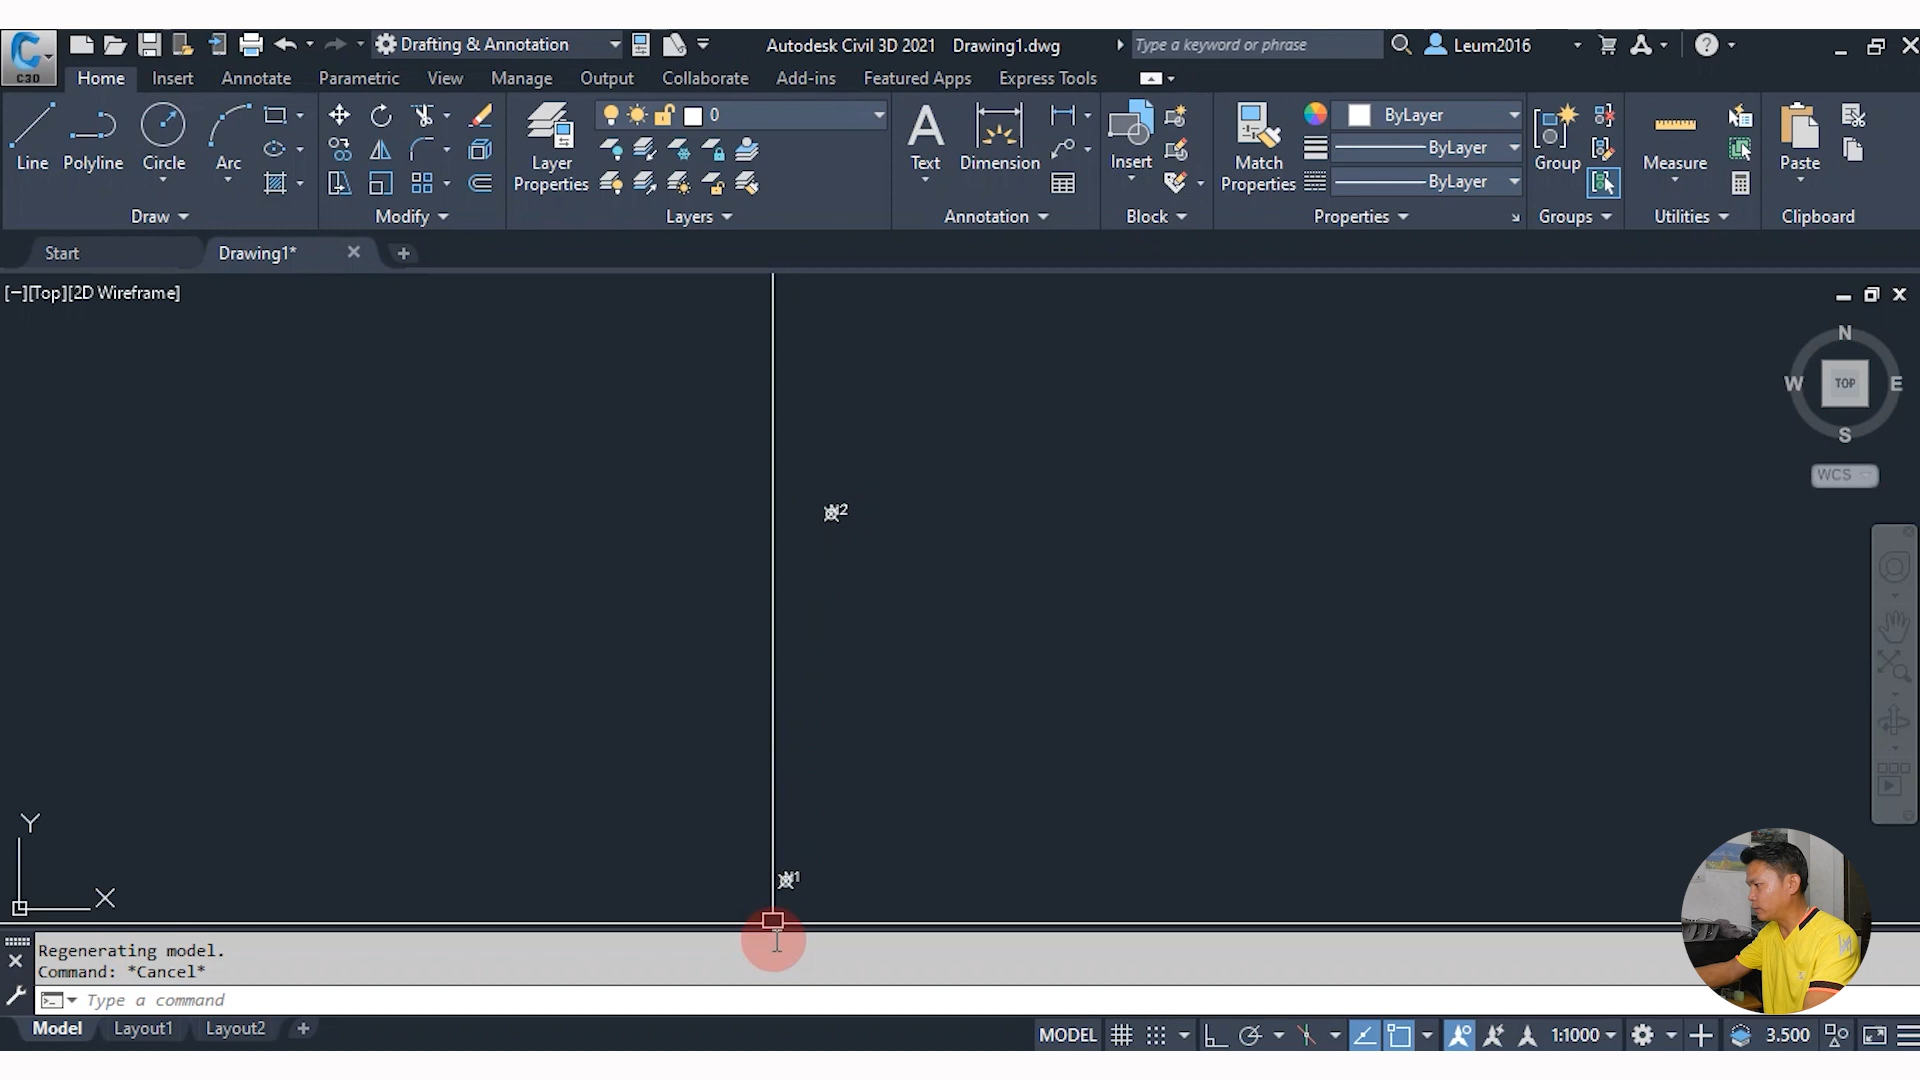 C3D
Drafting & Annotation
Autodesk Civil 3D 2021 Drawing1.dwg
Type a keyword or phrase
Leum2016
Home Insert Annotate Parametric View Manage Output Collaborate Add-ins Featured Apps Express Tools
0
ByLayer
ByLayer
ByLayer
Line Polyline Circle Arc
Layer Properties
Text Dimension
Insert
Match Properties
Group
Measure
Paste
Draw Modify Layers Annotation Block Properties Groups Utilities Clipboard
Start Drawing1*
[−][Top][2D Wireframe]
N
W TOP E
S
WCS
N2
N1
Y
X
Regenerating model.
Command: *Cancel*
Type a command
Model Layout1 Layout2
MODEL 1:1000 3.500